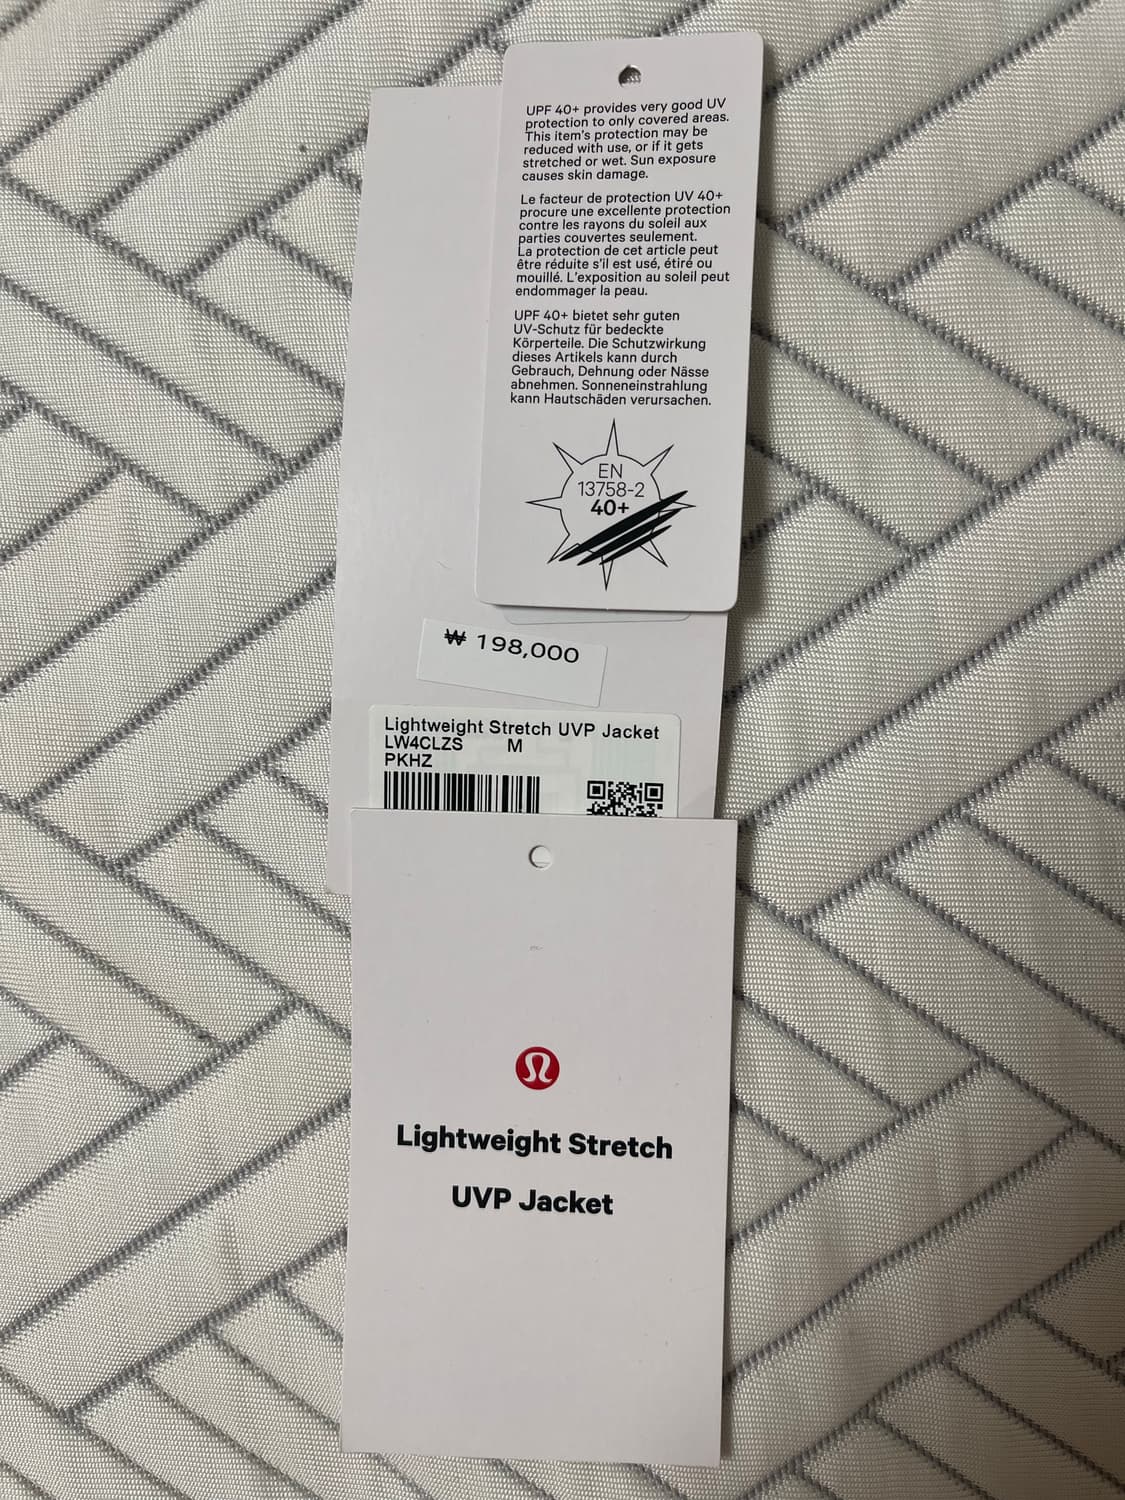 UPF 40+ provides very good UV
protection to only covered areas.
This item's protection may be
reduced with use, or if it gets
stretched or wet. Sun exposure
causes skin damage.
Le facteur de protection UV 40+
procure une excellente protection
contre les rayons du soleil aux
parties couvertes seulement.
La protection de cet article peut
être réduite s'il est usé, étiré ou
mouillé. L'exposition au soleil peut
endommager la peau.
UPF 40+ bietet sehr guten
UV-Schutz für bedeckte
Körperteile. Die Schutzwirkung
dieses Artikels kann durch
Gebrauch, Dehnung oder Nässe
abnehmen. Sonneneinstrahlung
kann Hautschäden verursachen.
EN
13758-2
40+
₩ 198,000
Lightweight Stretch UVP Jacket
LW4CLZS M
PKHZ
Lightweight Stretch
UVP Jacket